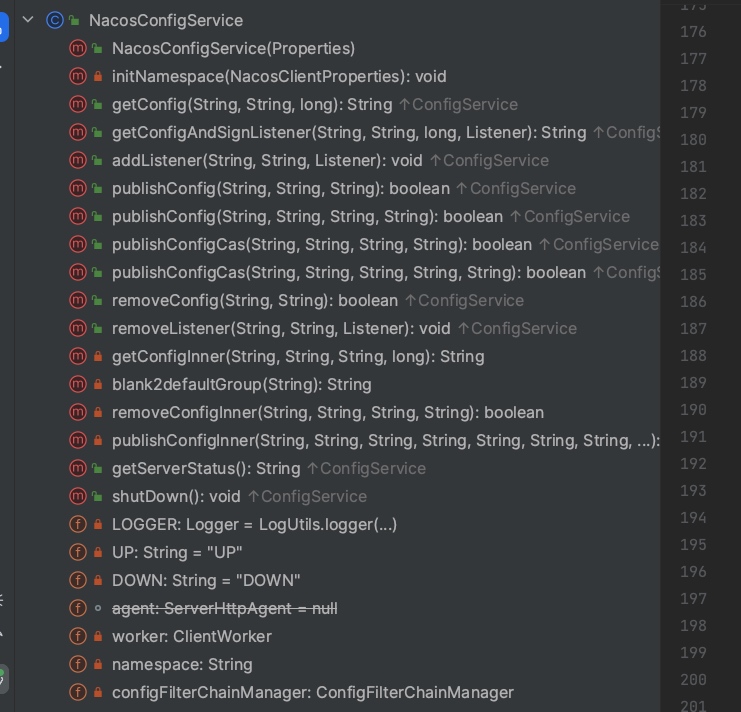 NacosConfigService
NacosConfigService(Properties)
initNamespace(NacosClientProperties): void
getConfig(String, String, long): String ↑ConfigService
getConfigAndSignListener(String, String, long, Listener): String ↑ConfigS
addListener(String, String, Listener): void ↑ConfigService
publishConfig(String, String, String): boolean ↑ConfigService
publishConfig(String, String, String, String): boolean ↑ConfigService
publishConfigCas(String, String, String, String): boolean ↑ConfigService
publishConfigCas(String, String, String, String, String): boolean ↑ConfigS
removeConfig(String, String): boolean ↑ConfigService
removeListener(String, String, Listener): void ↑ConfigService
getConfigInner(String, String, String, long): String
blank2defaultGroup(String): String
removeConfigInner(String, String, String, String): boolean
publishConfigInner(String, String, String, String, String, String, String, ...):
getServerStatus(): String ↑ConfigService
shutDown(): void ↑ConfigService
LOGGER: Logger = LogUtils.logger(...)
UP: String = "UP"
DOWN: String = "DOWN"
agent: ServerHttpAgent = null
worker: ClientWorker
namespace: String
configFilterChainManager: ConfigFilterChainManager
175
176
177
178
179
180
181
182
183
184
185
186
187
188
189
190
191
192
193
194
195
196
197
198
199
200
201